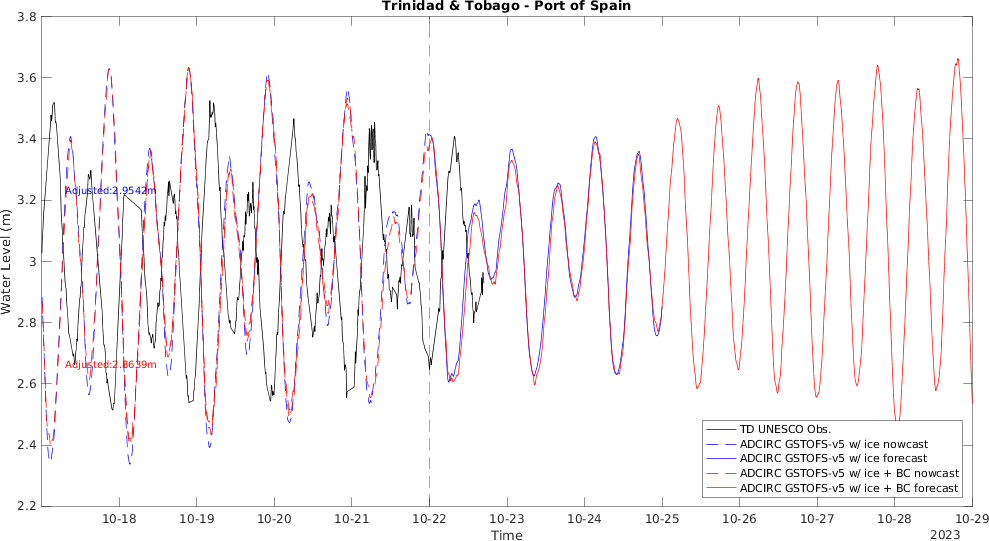 Trinidad & Tobago - Port of Spain
3.8
3.6
3.4
3.2
3
2.8
2.6
2.4
2.2
Water Level (m)
Adjusted:2.9542m
Adjusted:2.8639m
TD UNESCO Obs.
ADCIRC GSTOFS-v5 w/ ice nowcast
ADCIRC GSTOFS-v5 w/ ice forecast
ADCIRC GSTOFS-v5 w/ ice + BC nowcast
ADCIRC GSTOFS-v5 w/ ice + BC forecast
10-18 10-19 10-20 10-21 10-22 10-23 10-24 10-25 10-26 10-27 10-28 10-29
Time
2023